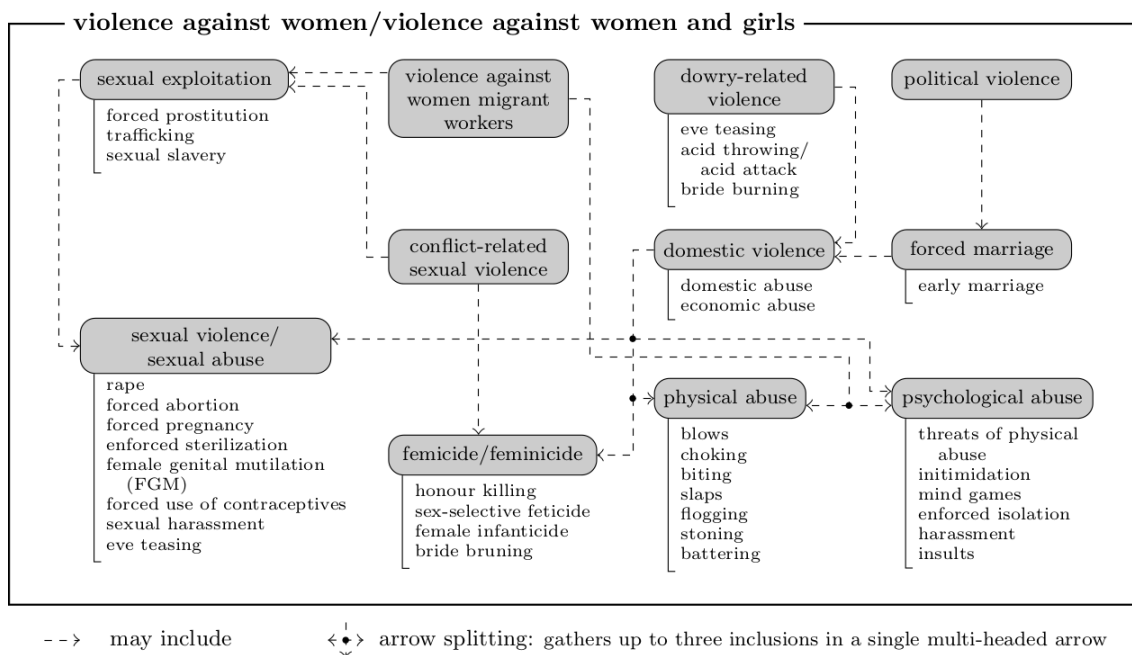 violence against women/violence against women and girls
sexual exploitation
forced prostitution
trafficking
sexual slavery
violence against
women migrant
workers
dowry-related
violence
eve teasing
acid throwing/
acid attack
bride burning
political violence
conflict-related
sexual violence
domestic violence
domestic abuse
economic abuse
forced marriage
early marriage
sexual violence/
sexual abuse
rape
forced abortion
forced pregnancy
enforced sterilization
female genital mutilation
(FGM)
forced use of contraceptives
sexual harassment
eve teasing
femicide/feminicide
honour killing
sex-selective feticide
female infanticide
bride bruning
physical abuse
blows
choking
biting
slaps
flogging
stoning
battering
psychological abuse
threats of physical
abuse
initimidation
mind games
enforced isolation
harassment
insults
may include
arrow splitting: gathers up to three inclusions in a single multi-headed arrow